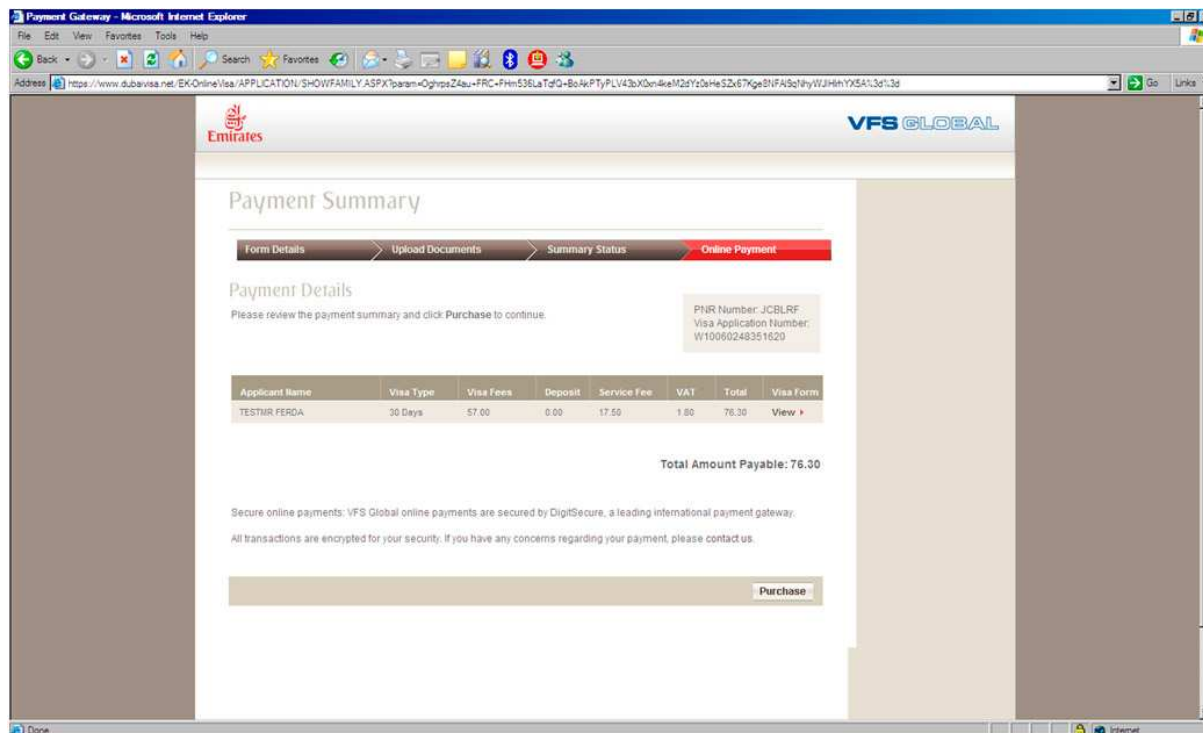 Payment Gateway - Microsoft Internet Explorer
File Edit View Favorites Tools Help
Back Search Favorites
Address Go Links
Emirates
VFS GLOBAL
Payment Summary
Form Details Upload Documents Summary Status Online Payment
Payment Details
Please review the payment summary and click Purchase to continue.
PNR Number: JCBLRF
Visa Application Number:
W10060248351620
Applicant Name Visa Type Visa Fees Deposit Service Fee VAT Total Visa Form
TESTMR FERDA 30 Days 57.00 0.00 17.50 1.80 76.30 View
Total Amount Payable: 76.30
Secure online payments: VFS Global online payments are secured by DigitSecure, a leading international payment gateway.
All transactions are encrypted for your security. If you have any concerns regarding your payment, please contact us.
Purchase
Done Internet